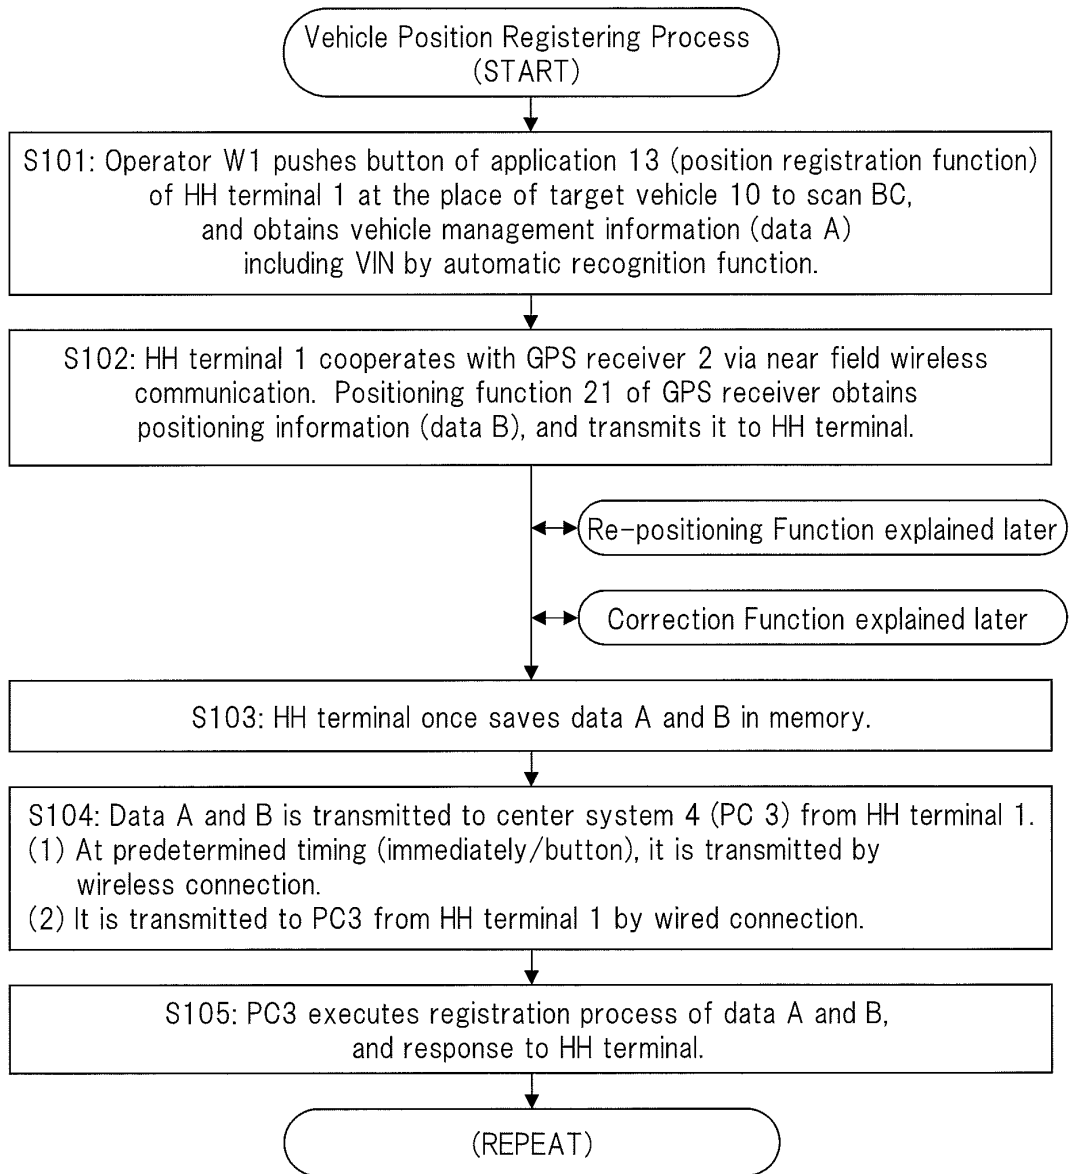 Vehicle Position Registering Process
(START)
S101: Operator W1 pushes button of application 13 (position registration function)
of HH terminal 1 at the place of target vehicle 10 to scan BC,
and obtains vehicle management information (data A)
including VIN by automatic recognition function.
S102: HH terminal 1 cooperates with GPS receiver 2 via near field wireless
communication. Positioning function 21 of GPS receiver obtains
positioning information (data B), and transmits it to HH terminal.
Re-positioning Function explained later
Correction Function explained later
S103: HH terminal once saves data A and B in memory.
S104: Data A and B is transmitted to center system 4 (PC 3) from HH terminal 1.
(1) At predetermined timing (immediately/button), it is transmitted by
wireless connection.
(2) It is transmitted to PC3 from HH terminal 1 by wired connection.
S105: PC3 executes registration process of data A and B,
and response to HH terminal.
(REPEAT)